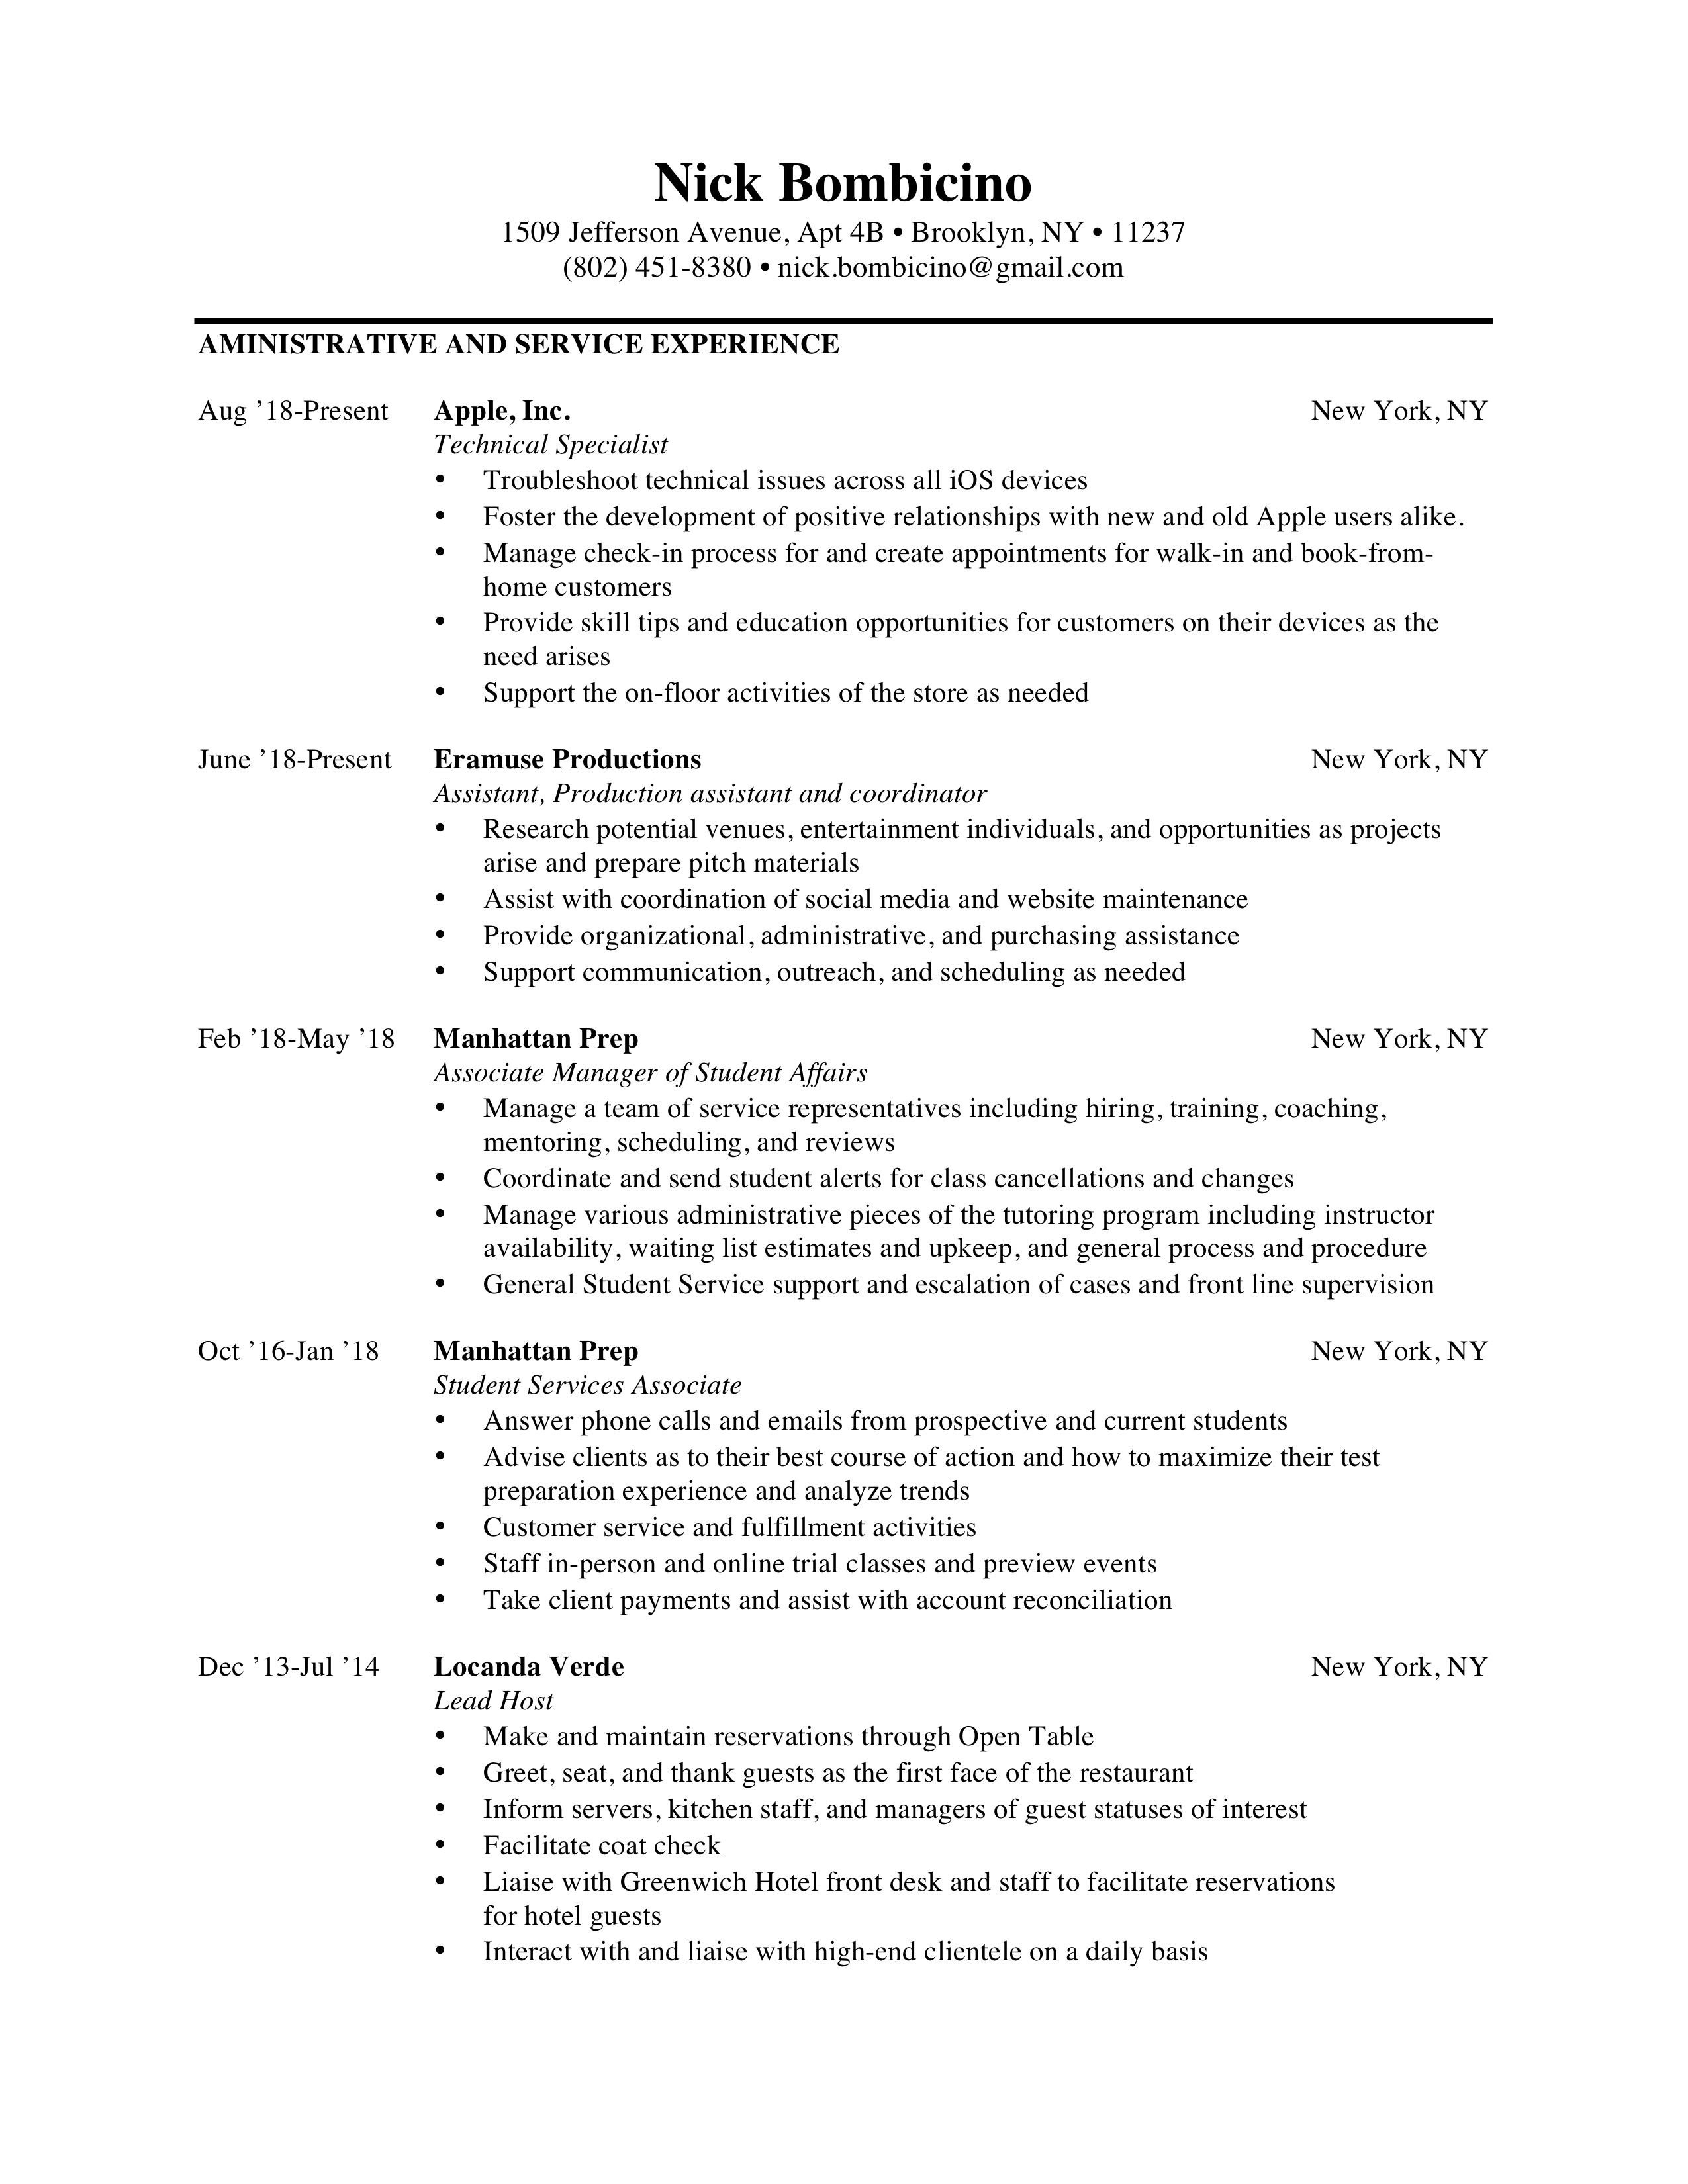 Nick Bombicino
1509 Jefferson Avenue, Apt 4B • Brooklyn, NY • 11237
(802) 451-8380 • nick.bombicino@gmail.com
AMINISTRATIVE AND SERVICE EXPERIENCE
Aug ’18-Present Apple, Inc. New York, NY
Technical Specialist
• Troubleshoot technical issues across all iOS devices
• Foster the development of positive relationships with new and old Apple users alike.
• Manage check-in process for and create appointments for walk-in and book-from-
home customers
• Provide skill tips and education opportunities for customers on their devices as the
need arises
• Support the on-floor activities of the store as needed
June ’18-Present Eramuse Productions New York, NY
Assistant, Production assistant and coordinator
• Research potential venues, entertainment individuals, and opportunities as projects
arise and prepare pitch materials
• Assist with coordination of social media and website maintenance
• Provide organizational, administrative, and purchasing assistance
• Support communication, outreach, and scheduling as needed
Feb ’18-May ’18 Manhattan Prep New York, NY
Associate Manager of Student Affairs
• Manage a team of service representatives including hiring, training, coaching,
mentoring, scheduling, and reviews
• Coordinate and send student alerts for class cancellations and changes
• Manage various administrative pieces of the tutoring program including instructor
availability, waiting list estimates and upkeep, and general process and procedure
• General Student Service support and escalation of cases and front line supervision
Oct ’16-Jan ’18 Manhattan Prep New York, NY
Student Services Associate
• Answer phone calls and emails from prospective and current students
• Advise clients as to their best course of action and how to maximize their test
preparation experience and analyze trends
• Customer service and fulfillment activities
• Staff in-person and online trial classes and preview events
• Take client payments and assist with account reconciliation
Dec ’13-Jul ’14 Locanda Verde New York, NY
Lead Host
• Make and maintain reservations through Open Table
• Greet, seat, and thank guests as the first face of the restaurant
• Inform servers, kitchen staff, and managers of guest statuses of interest
• Facilitate coat check
• Liaise with Greenwich Hotel front desk and staff to facilitate reservations
for hotel guests
• Interact with and liaise with high-end clientele on a daily basis